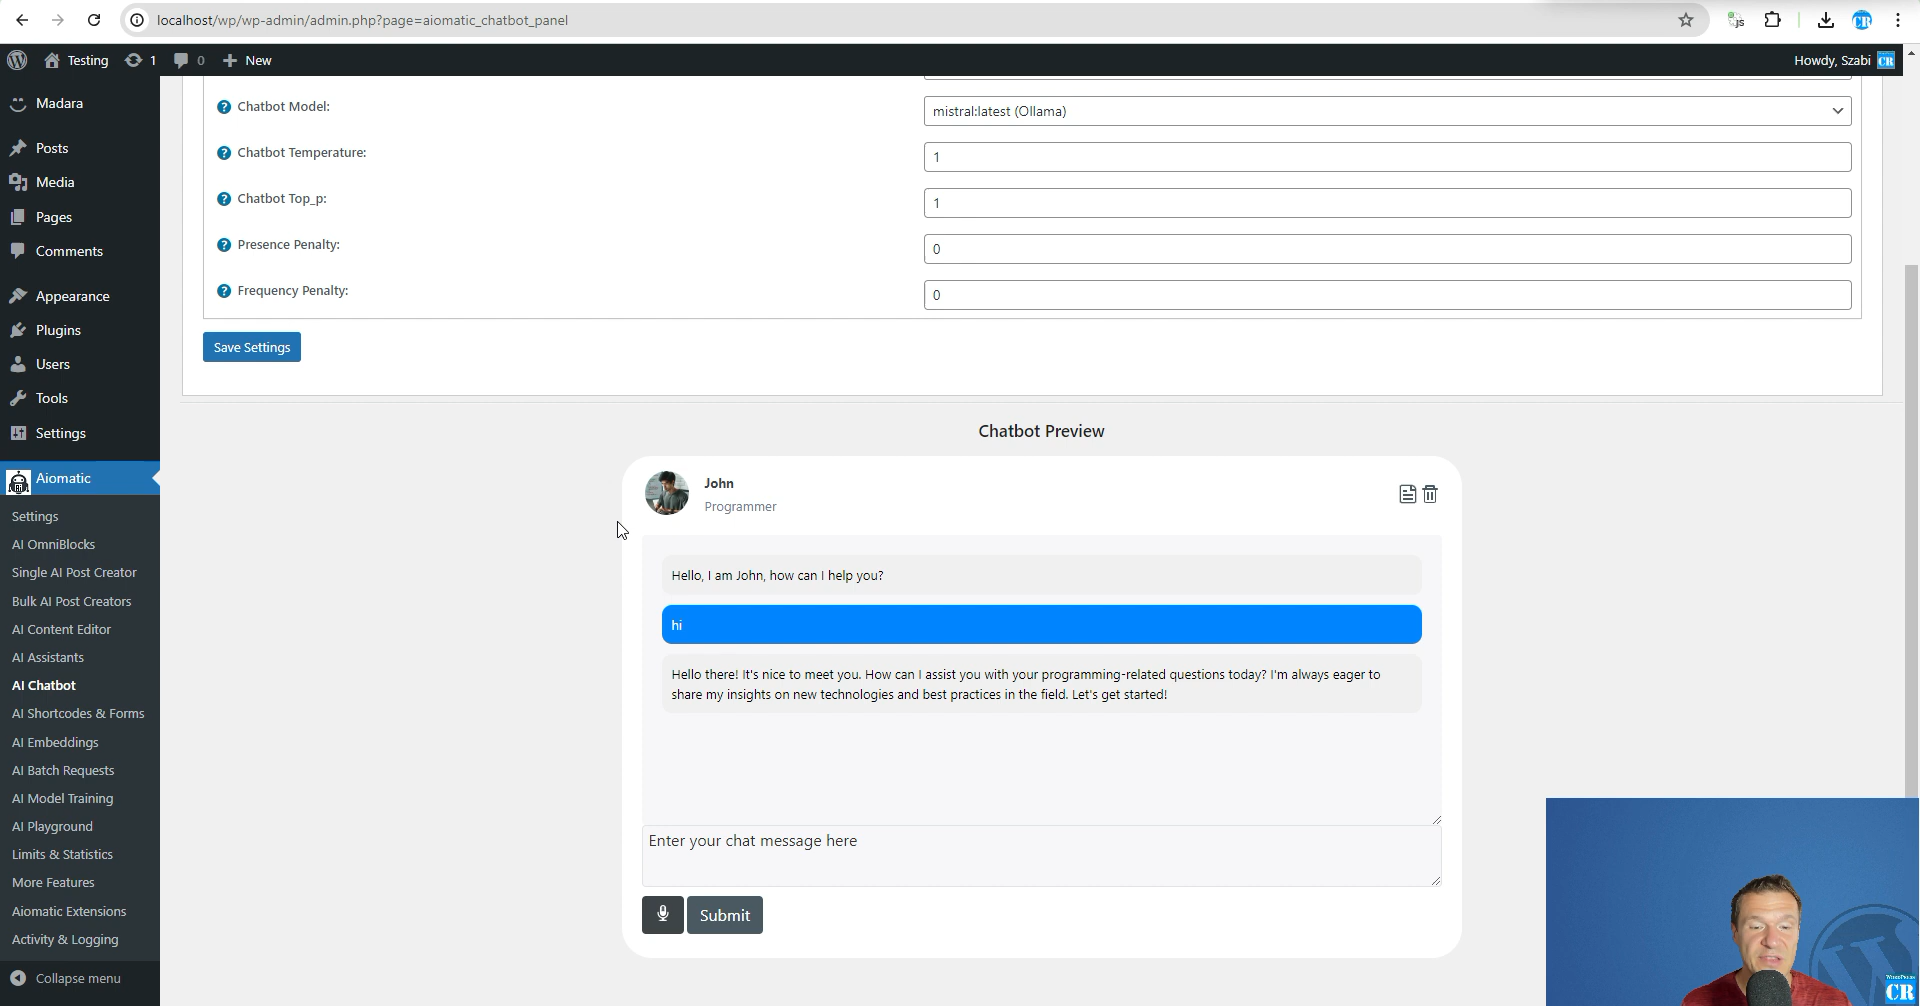 localhost/wp/wp-admin/admin.php?page=aiomatic_chatbot_panel
JS
CR
Testing
1
0
New
Howdy, Szabi
CR
Madara
Posts
Media
Pages
Comments
Appearance
Plugins
Users
Tools
Settings
Aiomatic
Settings
AI OmniBlocks
Single AI Post Creator
Bulk AI Post Creators
AI Content Editor
AI Assistants
AI Chatbot
AI Shortcodes & Forms
AI Embeddings
AI Batch Requests
AI Model Training
AI Playground
Limits & Statistics
More Features
Aiomatic Extensions
Activity & Logging
Collapse menu
Chatbot Model:
mistral:latest (Ollama)
Chatbot Temperature:
1
Chatbot Top_p:
1
Presence Penalty:
0
Frequency Penalty:
0
Save Settings
Chatbot Preview
John
Programmer
Hello, I am John, how can I help you?
hi
Hello there! It's nice to meet you. How can I assist you with your programming-related questions today? I'm always eager to
share my insights on new technologies and best practices in the field. Let's get started!
Enter your chat message here
Submit
WordPress
CR